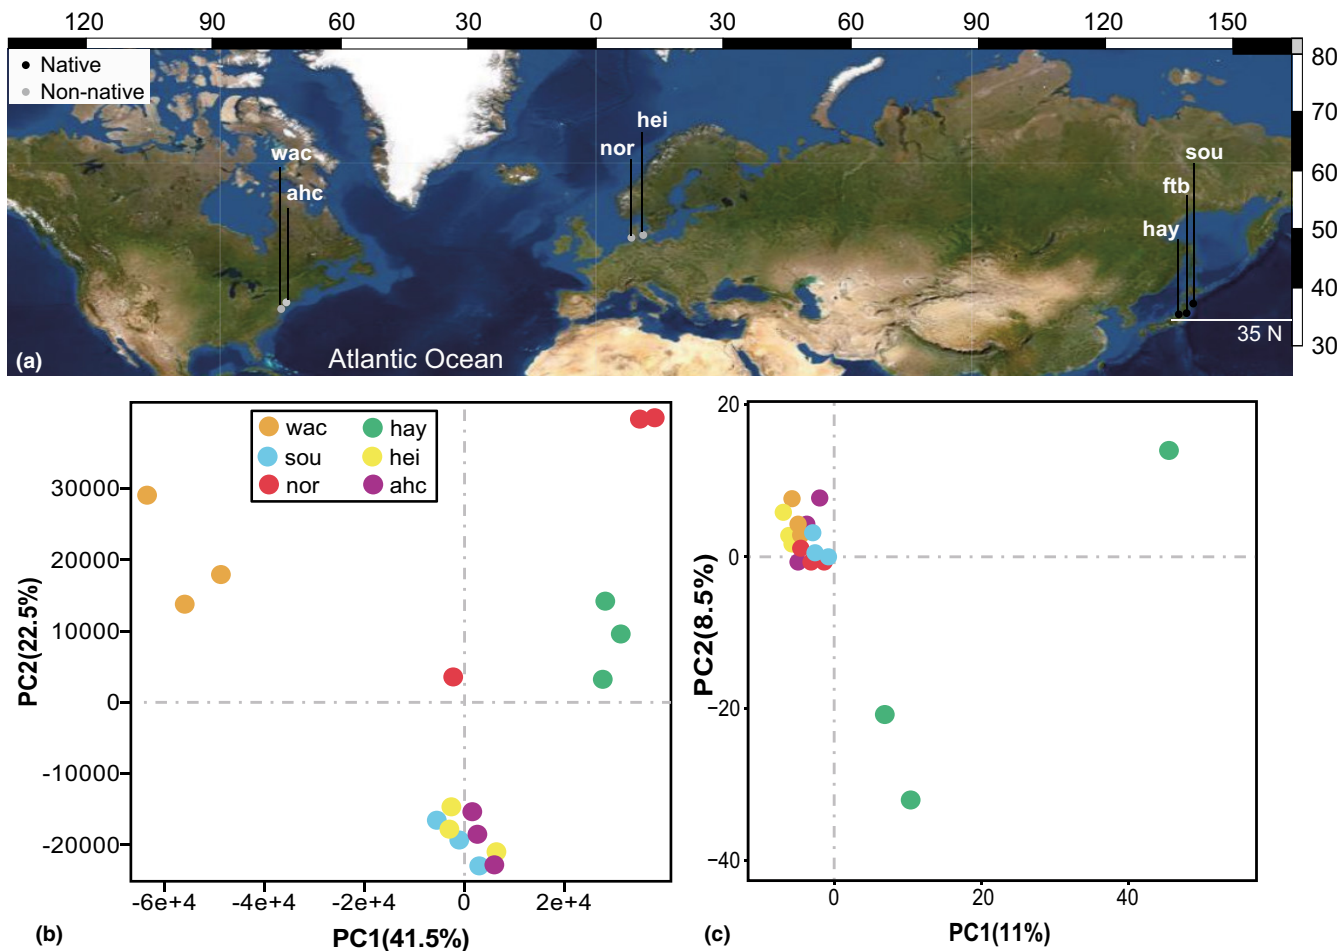 120 90 60 30 0 30 60 90 120 150
Native
Non-native
80
70
60
50
40
30
wac
ahc
nor
hei
sou
ftb
hay
35 N
Atlantic Ocean
(a)
wac hay
sou hei
nor ahc
30000
20000
10000
0
-10000
-20000
PC2(22.5%)
-6e+4 -4e+4 -2e+4 0 2e+4
PC1(41.5%)
(b)
20
0
−20
−40
PC2(8.5%)
0 20 40
PC1(11%)
(c)